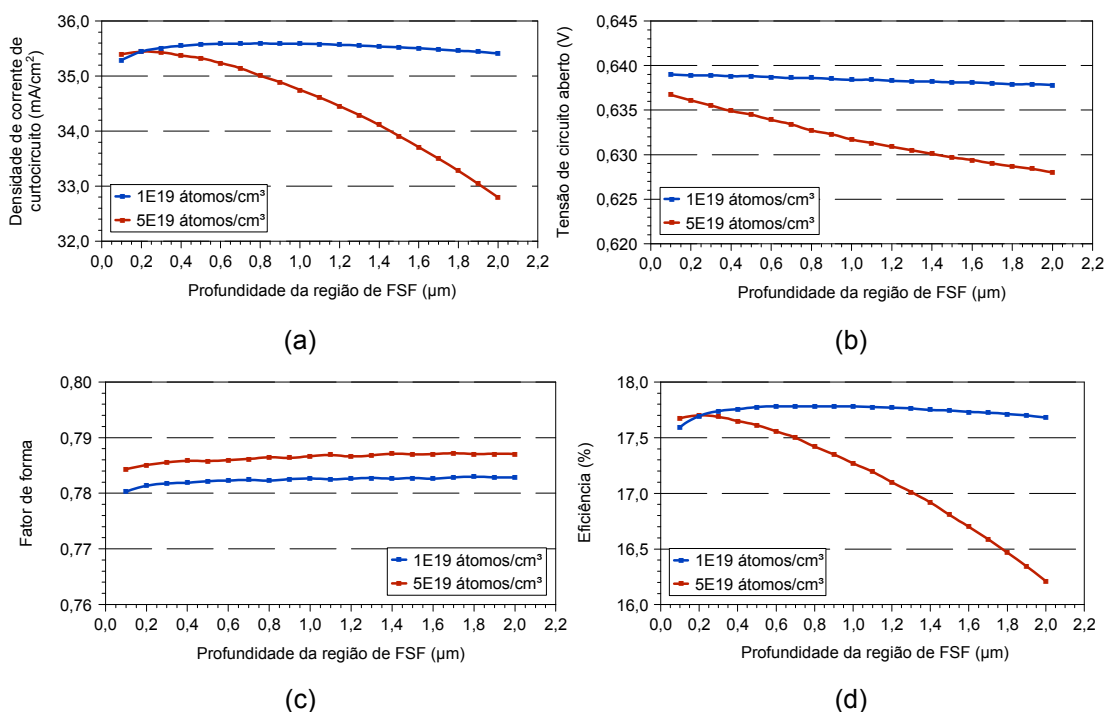 Densidade de corrente de
curtocircuito (mA/cm²)
36,0
35,0
34,0
33,0
32,0
1E19 átomos/cm³
5E19 átomos/cm³
0,0 0,2 0,4 0,6 0,8 1,0 1,2 1,4 1,6 1,8 2,0 2,2
Profundidade da região de FSF (µm)
(a)
Tensão de circuito aberto (V)
0,645
0,640
0,635
0,630
0,625
0,620
1E19 átomos/cm³
5E19 átomos/cm³
0,0 0,2 0,4 0,6 0,8 1,0 1,2 1,4 1,6 1,8 2,0 2,2
Profundidade da região de FSF (µm)
(b)
Fator de forma
0,80
0,79
0,78
0,77
0,76
1E19 átomos/cm³
5E19 átomos/cm³
0,0 0,2 0,4 0,6 0,8 1,0 1,2 1,4 1,6 1,8 2,0 2,2
Profundidade da região de FSF (µm)
(c)
Eficiência (%)
18,0
17,5
17,0
16,5
16,0
1E19 átomos/cm³
5E19 átomos/cm³
0,0 0,2 0,4 0,6 0,8 1,0 1,2 1,4 1,6 1,8 2,0 2,2
Profundidade da região de FSF (µm)
(d)